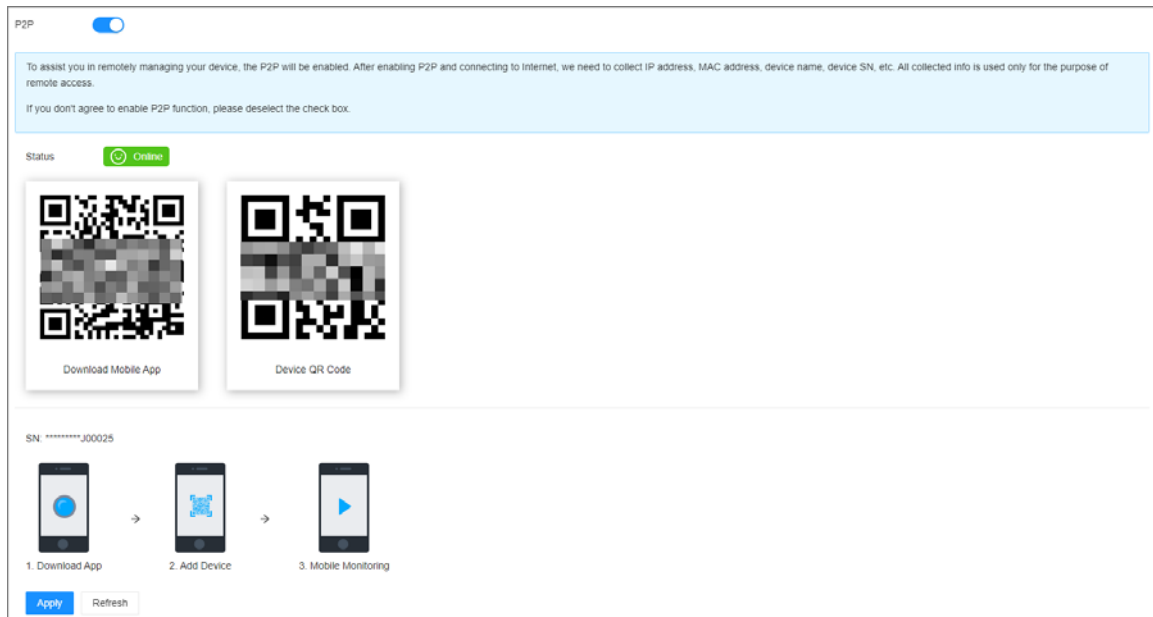 P2P
To assist you in remotely managing your device, the P2P will be enabled. After enabling P2P and connecting to Internet, we need to collect IP address, MAC address, device name, device SN, etc. All collected info is used only for the purpose of
remote access.
If you don't agree to enable P2P function, please deselect the check box.
Status Online
Download Mobile App Device QR Code
SN: *********J00025
1. Download App 2. Add Device 3. Mobile Monitoring
Apply Refresh